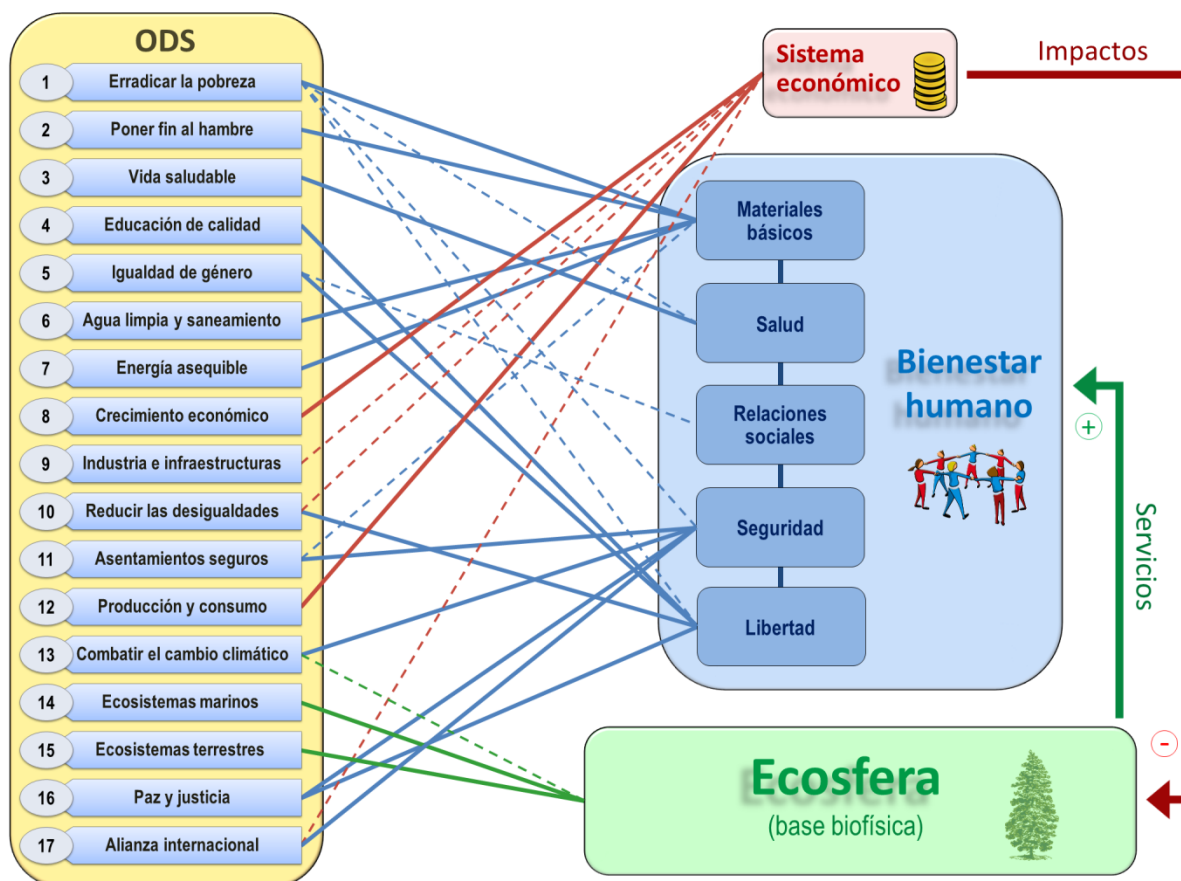 ODS
1 Erradicar la pobreza
2 Poner fin al hambre
3 Vida saludable
4 Educación de calidad
5 Igualdad de género
6 Agua limpia y saneamiento
7 Energía asequible
8 Crecimiento económico
9 Industria e infraestructuras
10 Reducir las desigualdades
11 Asentamientos seguros
12 Producción y consumo
13 Combatir el cambio climático
14 Ecosistemas marinos
15 Ecosistemas terrestres
16 Paz y justicia
17 Alianza internacional
Sistema
económico
Impactos
Materiales
básicos
Salud
Relaciones
sociales
Seguridad
Libertad
Bienestar
humano
+
Servicios
-
Ecosfera
(base biofísica)